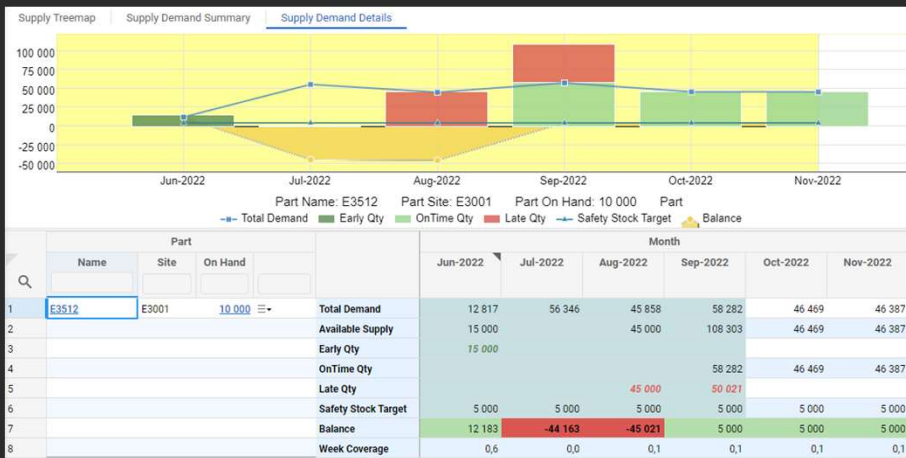 Supply Treemap Supply Demand Summary Supply Demand Details
100 000
75 000
50 000
25 000
0
-25 000
-50 000
Jun-2022 Jul-2022 Aug-2022 Sep-2022 Oct-2022 Nov-2022
Part Name: E3512 Part Site: E3001 Part On Hand: 10 000 Part
Total Demand Early Qty OnTime Qty Late Qty Safety Stock Target Balance
Part Month
Name Site On Hand Jun-2022 Jul-2022 Aug-2022 Sep-2022 Oct-2022 Nov-2022
1 E3512 E3001 10 000 Total Demand 12 817 56 346 45 858 58 282 46 469 46 387
2 Available Supply 15 000 45 000 108 303 46 469 46 387
3 Early Qty 15 000
4 OnTime Qty 58 282 46 469 46 387
5 Late Qty 45 000 50 021
6 Safety Stock Target 5 000 5 000 5 000 5 000 5 000 5 000
7 Balance 12 183 -44 163 -45 021 5 000 5 000 5 000
8 Week Coverage 0,6 0,0 0,1 0,1 0,1 0,1